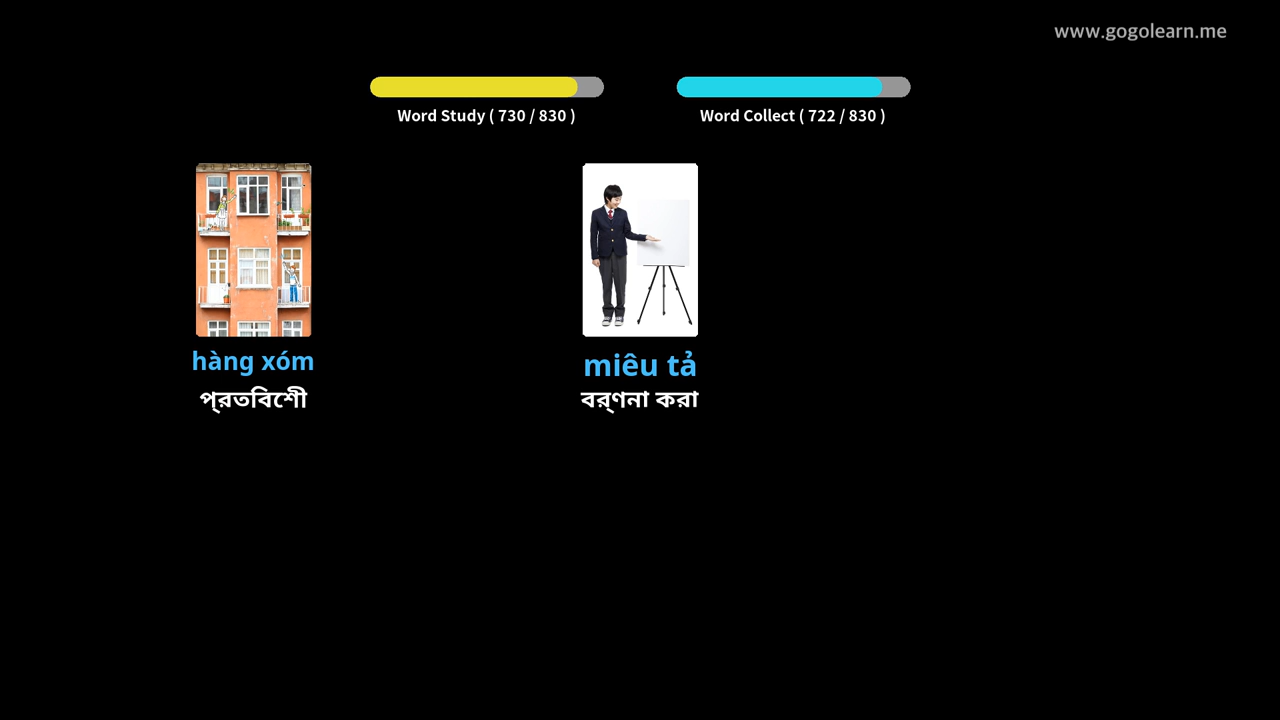 www.gogolearn.me
Word Study ( 730 / 830 )
Word Collect ( 722 / 830 )
hàng xóm
miêu tả
প্রতিবেশী
বর্ণনা করা